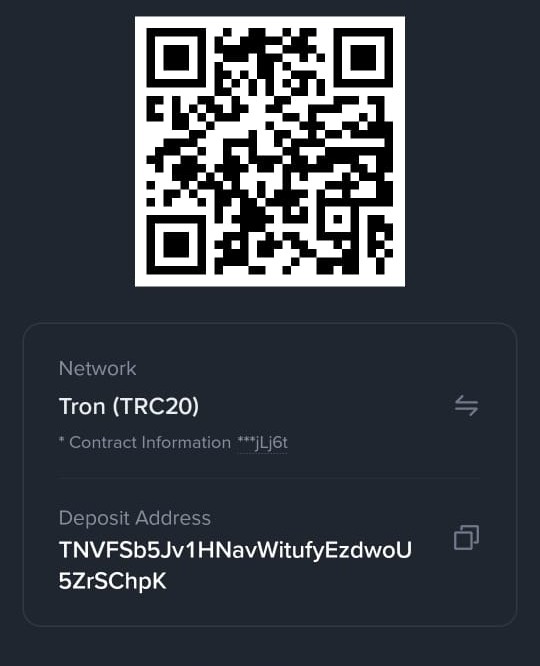 Network
Tron (TRC20)
* Contract Information ***jLj6t
Deposit Address
TNVFSb5Jv1HNavWitufyEzdwoU
5ZrSChpK